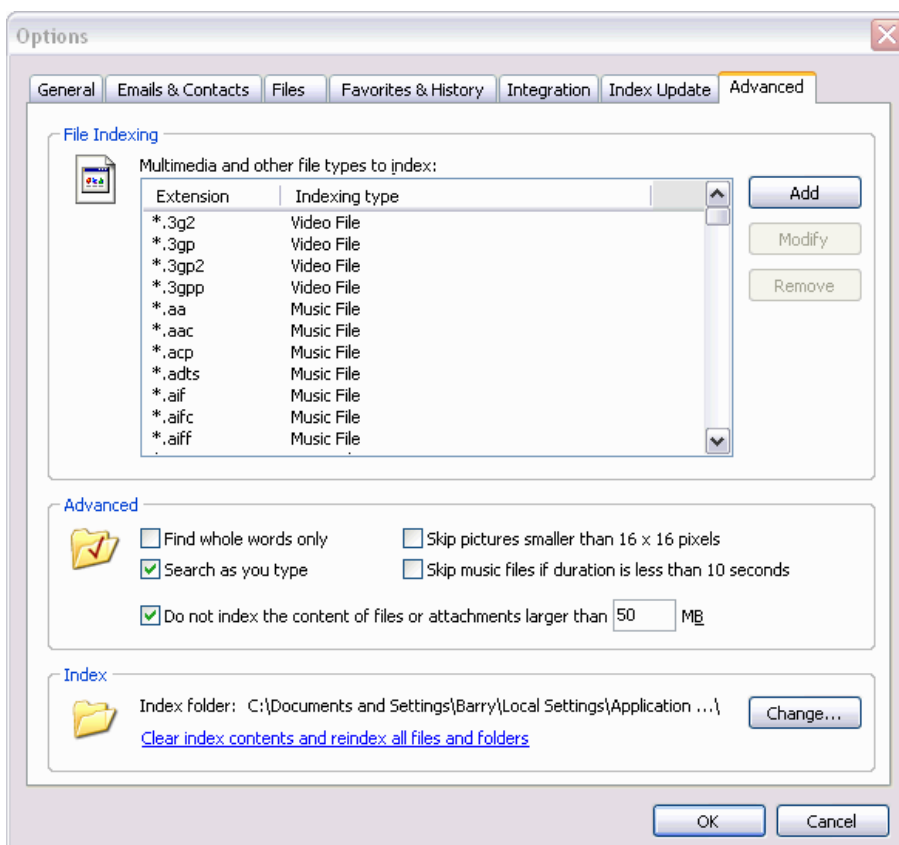 Options
General Emails & Contacts Files Favorites & History Integration Index Update Advanced
File Indexing
Multimedia and other file types to index:
Extension Indexing type
Add
*.3g2 Video File
*.3gp Video File
Modify
*.3gp2 Video File
*.3gpp Video File
Remove
*.aa Music File
*.aac Music File
*.acp Music File
*.adts Music File
*.aif Music File
*.aifc Music File
*.aiff Music File
Advanced
Find whole words only Skip pictures smaller than 16 x 16 pixels
Search as you type Skip music files if duration is less than 10 seconds
Do not index the content of files or attachments larger than 50 MB
Index
Index folder: C:\Documents and Settings\Barry\Local Settings\Application ...\
Change...
Clear index contents and reindex all files and folders
OK Cancel